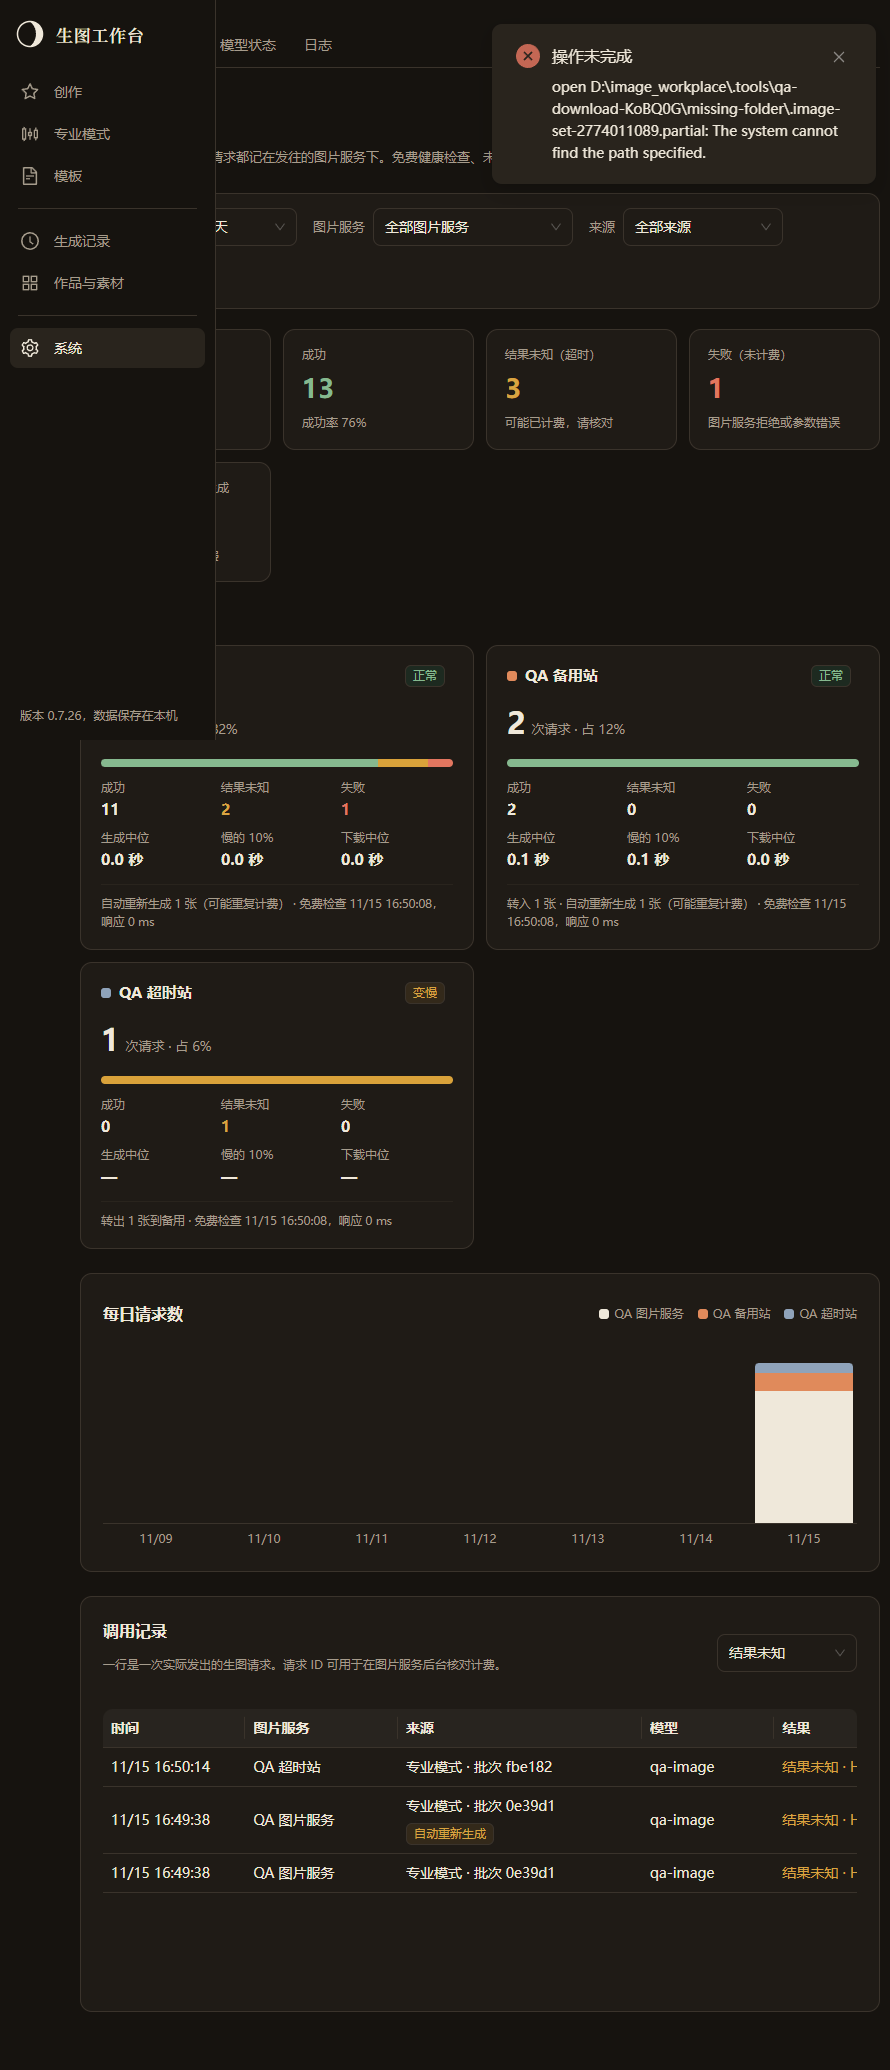 生图工作台
创作
专业模式
模板
生成记录
作品与素材
系统
版本 0.7.26，数据保存在本机
模型状态
日志
操作未完成
open D:\image_workplace\.tools\qa-
download-KoBQ0G\missing-folder\.image-
set-2774011089.partial: The system cannot
find the path specified.
请求都记在发往的图片服务下。免费健康检查、未
天
图片服务
全部图片服务
来源
全部来源
成功
13
成功率 76%
结果未知（超时）
3
可能已计费，请核对
失败（未计费）
1
图片服务拒绝或参数错误
成
正常
32%
成功
结果未知
失败
11
2
1
生成中位
慢的 10%
下载中位
0.0 秒
0.0 秒
0.0 秒
自动重新生成 1 张（可能重复计费） · 免费检查 11/15 16:50:08，
响应 0 ms
QA 备用站
正常
2 次请求 · 占 12%
成功
结果未知
失败
2
0
0
生成中位
慢的 10%
下载中位
0.1 秒
0.1 秒
0.0 秒
转入 1 张 · 自动重新生成 1 张（可能重复计费） · 免费检查 11/15
16:50:08，响应 0 ms
QA 超时站
变慢
1 次请求 · 占 6%
成功
结果未知
失败
0
1
0
生成中位
慢的 10%
下载中位
—
—
—
转出 1 张到备用 · 免费检查 11/15 16:50:08，响应 0 ms
每日请求数
QA 图片服务
QA 备用站
QA 超时站
11/09
11/10
11/11
11/12
11/13
11/14
11/15
调用记录
一行是一次实际发出的生图请求。请求 ID 可用于在图片服务后台核对计费。
结果未知
时间
图片服务
来源
模型
结果
11/15 16:50:14
QA 超时站
专业模式 · 批次 fbe182
qa-image
结果未知 ·
11/15 16:49:38
QA 图片服务
专业模式 · 批次 0e39d1
自动重新生成
qa-image
结果未知 ·
11/15 16:49:38
QA 图片服务
专业模式 · 批次 0e39d1
qa-image
结果未知 ·